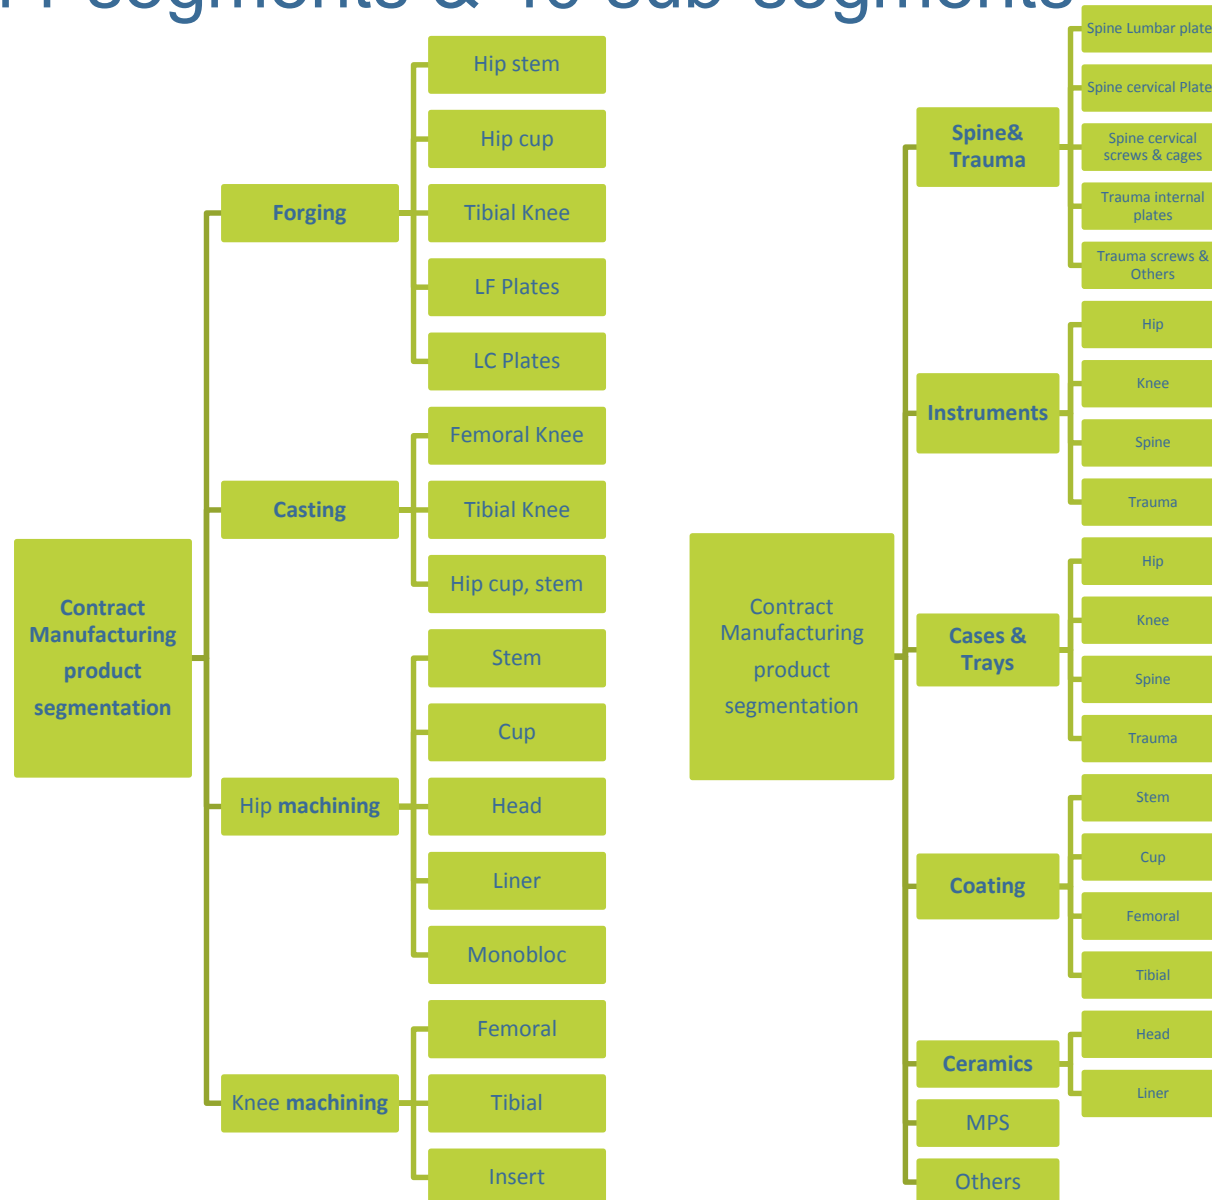 segments & 40 sub-segments
Contract
Manufacturing
product
segmentation
Forging
Hip stem
Hip cup
Tibial Knee
LF Plates
LC Plates
Casting
Femoral Knee
Tibial Knee
Hip cup, stem
Hip machining
Stem
Cup
Head
Liner
Monobloc
Knee machining
Femoral
Tibial
Insert
Contract
Manufacturing
product
segmentation
Spine&
Trauma
Spine Lumbar plate
Spine cervical Plate
Spine cervical
screws & cages
Trauma internal
plates
Trauma screws &
Others
Instruments
Hip
Knee
Spine
Trauma
Cases &
Trays
Hip
Knee
Spine
Trauma
Coating
Stem
Cup
Femoral
Tibial
Ceramics
Head
Liner
MPS
Others